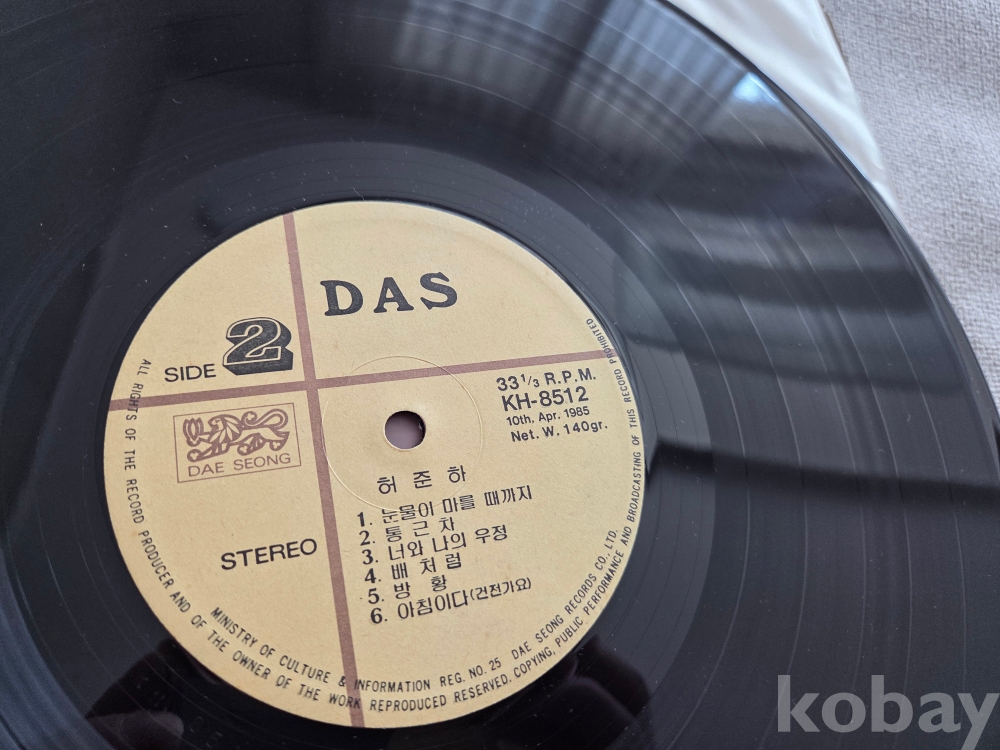 DAS
SIDE 2
33 1/3 R.P.M.
KH-8512
10th. Apr. 1985
Net. W. 140gr.
DAE SEONG
STEREO
허 준 하
1. 눈물이 마를 때까지
2. 통 근 차
3. 너와 나의 우정
4. 배 처 럼
5. 방 황
6. 아침이다(건전가요)
MINISTRY OF CULTURE & INFORMATION REG. NO. 25 DAE SEONG RECORDS CO., LTD.
ALL RIGHTS OF THE RECORD PRODUCER AND OF THE OWNER OF THE WORK REPRODUCED RESERVED. COPYING, PUBLIC PERFORMANCE AND BROADCASTING OF THIS RECORD PROHIBITED
kobay